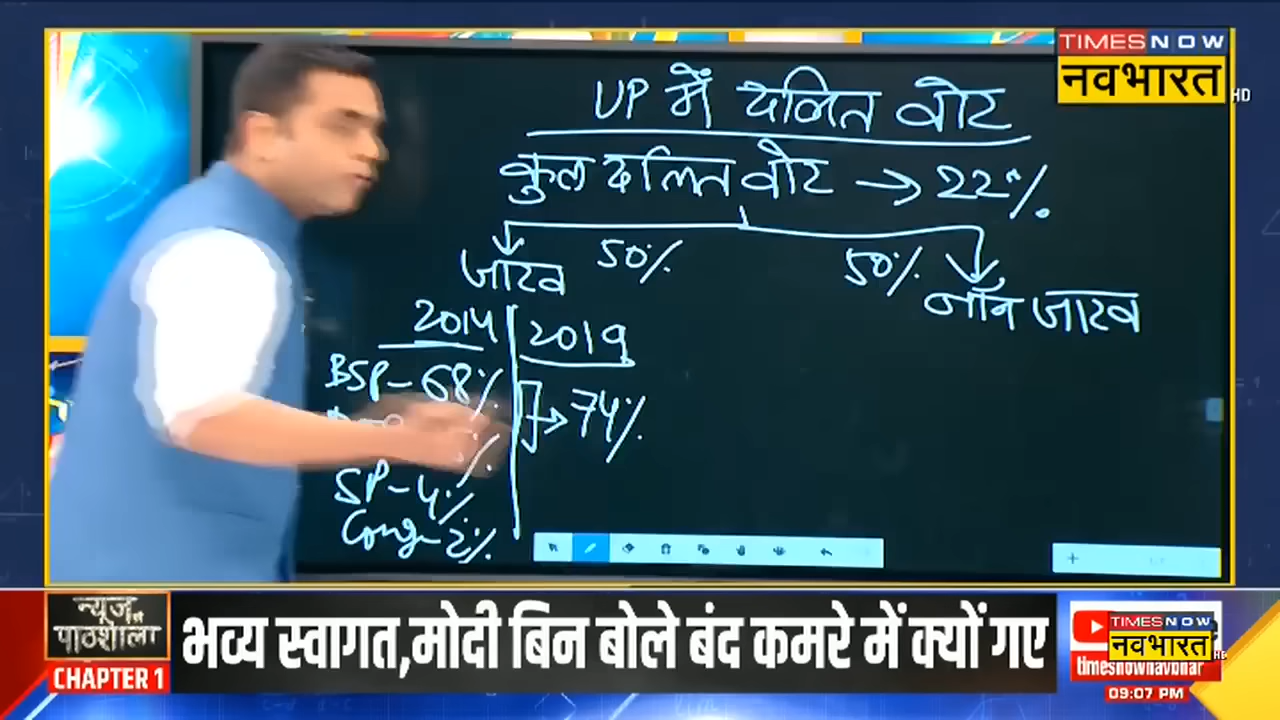 TIMES NOW
नवभारत
HD
UP में दलित वोट
कुल दलित वोट → 22%
50%
50%
जाटव
नॉन जाटव
2014
2019
BSP - 68%
→ 74%
%
SP - 4%
Cong - 2%
न्यूज़ की
पाठशाला
CHAPTER 1
भव्य स्वागत,मोदी बिन बोले बंद कमरे में क्यों गए
TIMES NOW
नवभारत
timesnownavbharat
09:07 PM